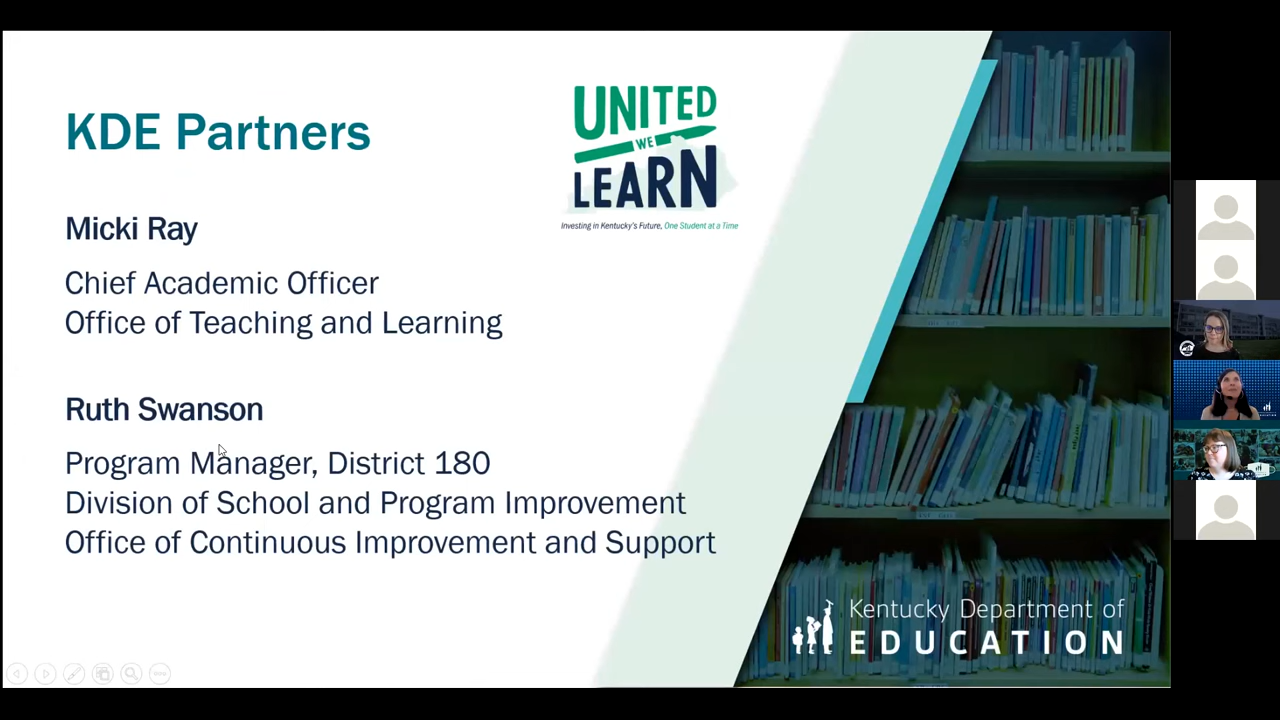 KDE Partners
UNITED
WE
LEARN
Investing in Kentucky's Future, One Student at a Time
Micki Ray
Chief Academic Officer
Office of Teaching and Learning
Ruth Swanson
Program Manager, District 180
Division of School and Program Improvement
Office of Continuous Improvement and Support
Kentucky Department of
EDUCATION